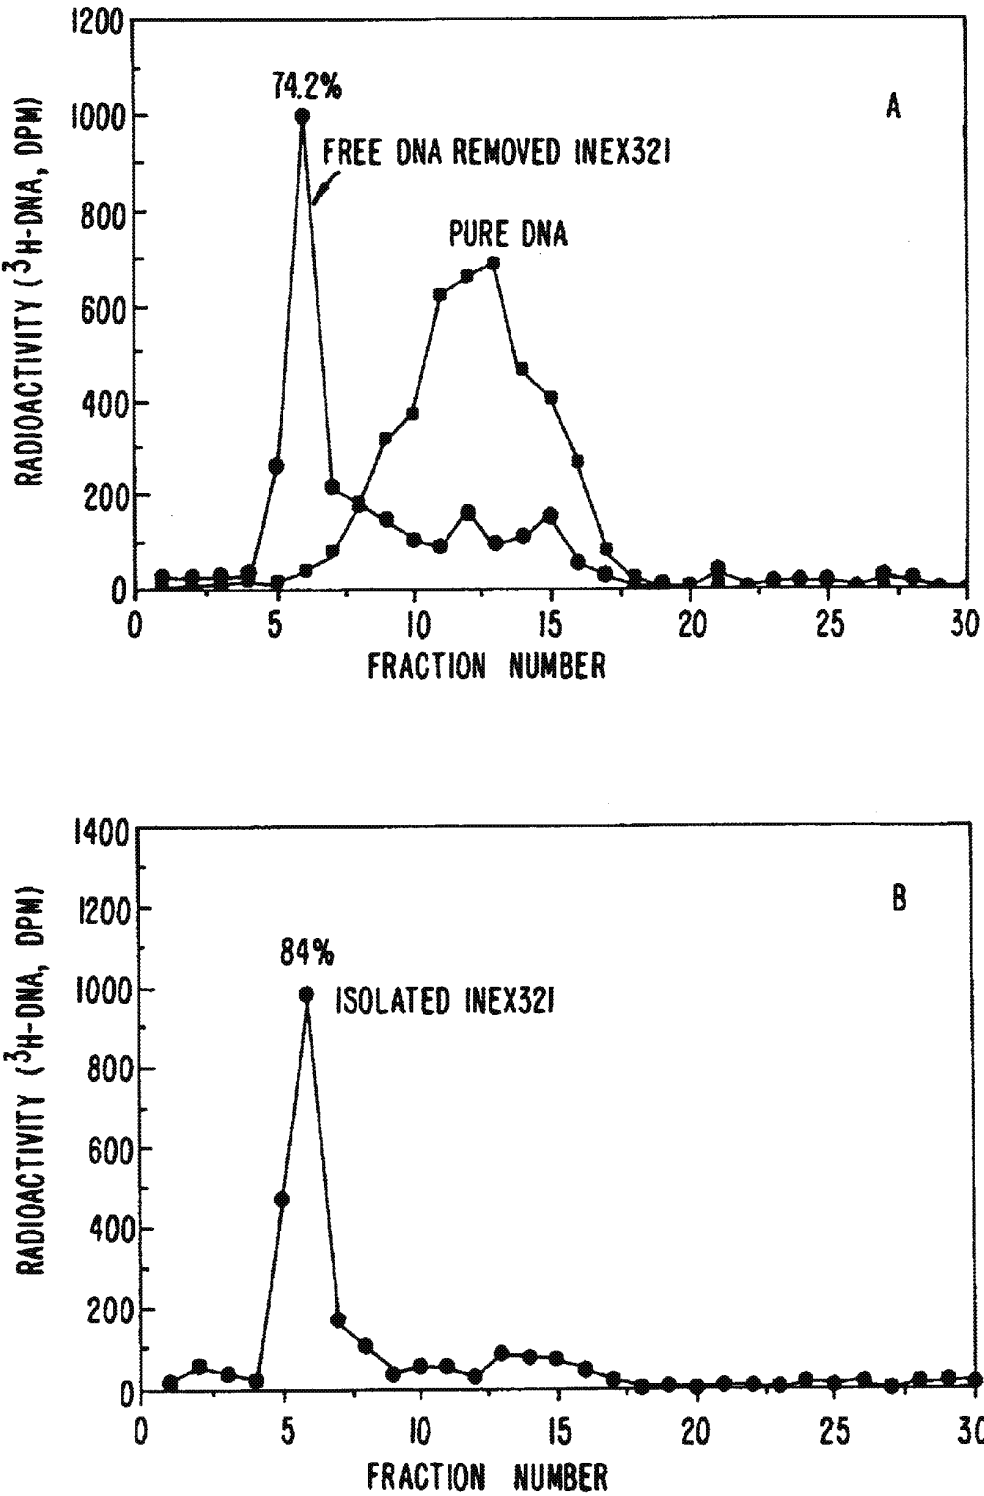 1200
1000
800
600
400
200
0
RADIOACTIVITY (³H-DNA, DPM)
74.2%
A
FREE DNA REMOVED INEX321
PURE DNA
0 5 10 15 20 25 30
FRACTION NUMBER
1400
1200
1000
800
600
400
200
0
RADIOACTIVITY (³H-DNA, DPM)
B
84%
ISOLATED INEX321
0 5 10 15 20 25 30
FRACTION NUMBER